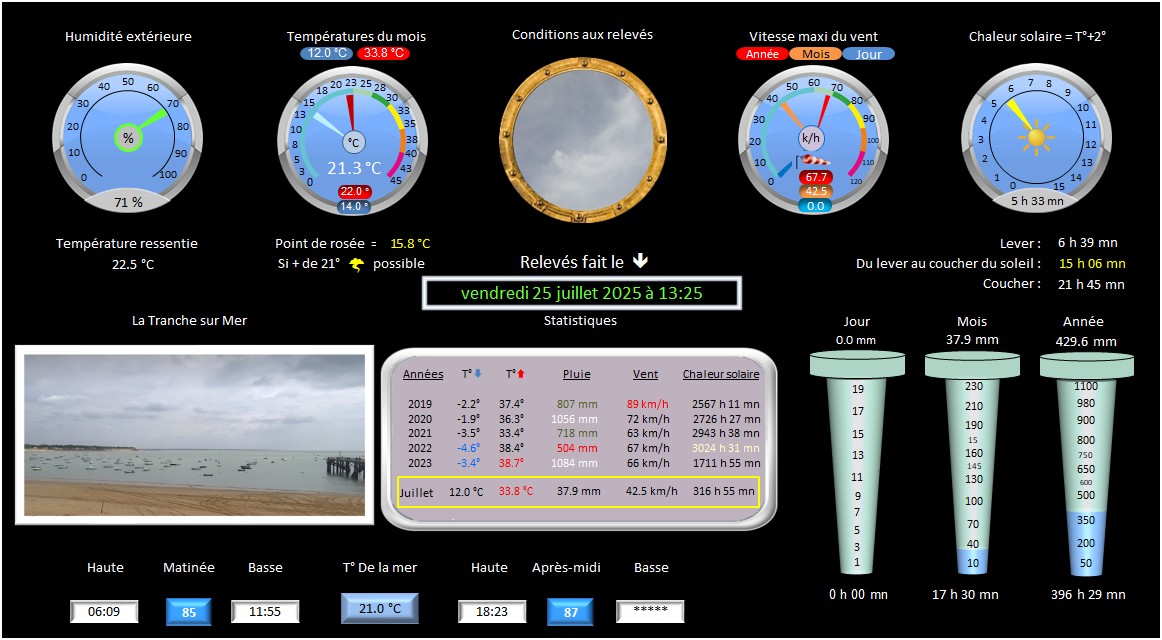 Humidité extérieure
0 10 20 30 40 50 60 70 80 90 100
%
71 %
Températures du mois
12.0 °C 33.8 °C
0 3 5 8 10 13 15 18 20 23 25 28 30 33 35 38 40 43 45
°C
21.3 °C
22.0 °
14.0 °
Conditions aux relevés
Vitesse maxi du vent
Année Mois Jour
0 10 20 30 40 50 60 70 80 90 100 110 120
k/h
67.7
42.5
0.0
Chaleur solaire = T°+2°
0 1 2 3 4 5 6 7 8 9 10 11 12 13 14 15
5 h 33 mn
Température ressentie
22.5 °C
Point de rosée = 15.8 °C
Si + de 21° possible
Relevés fait le
vendredi 25 juillet 2025 à 13:25
Lever : 6 h 39 mn
Du lever au coucher du soleil : 15 h 06 mn
Coucher : 21 h 45 mn
La Tranche sur Mer
Statistiques
Années T° T° Pluie Vent Chaleur solaire
2019 -2.2° 37.4° 807 mm 89 km/h 2567 h 11 mn
2020 -1.9° 36.3° 1056 mm 72 km/h 2726 h 27 mn
2021 -3.5° 33.4° 718 mm 63 km/h 2943 h 38 mn
2022 -4.6° 38.4° 504 mm 67 km/h 3024 h 31 mn
2023 -3.4° 38.7° 1084 mm 66 km/h 1711 h 55 mn
Juillet 12.0 °C 33.8 °C 37.9 mm 42.5 km/h 316 h 55 mn
Jour
0.0 mm
19
17
15
13
11
9
7
5
3
1
0 h 00 mn
Mois
37.9 mm
230
210
190
15
160
145
130
100
70
40
10
17 h 30 mn
Année
429.6 mm
1100
980
900
800
750
650
600
500
350
200
50
396 h 29 mn
Haute Matinée Basse T° De la mer Haute Après-midi Basse
06:09 85 11:55 21.0 °C 18:23 87 *****